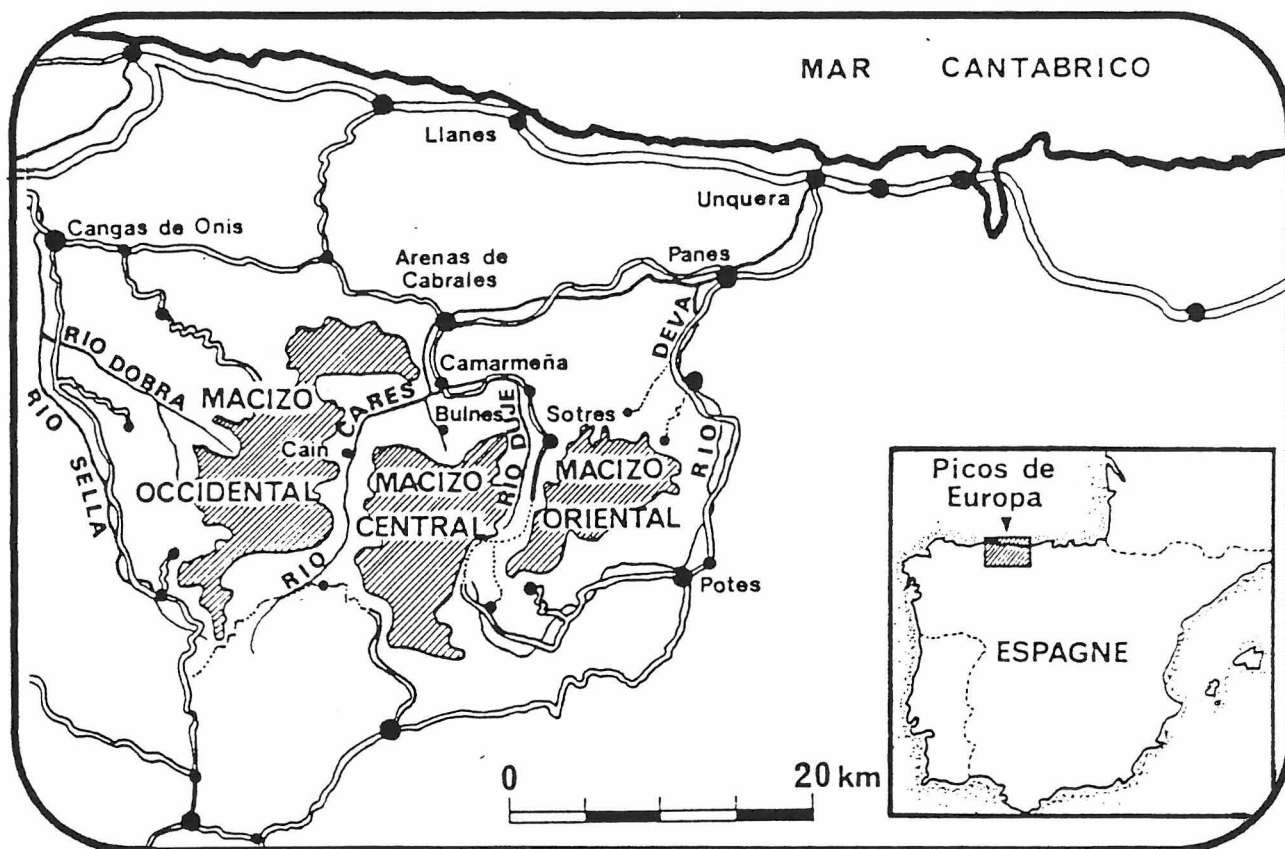 MAR CANTABRICO
Llanes
Unquera
Cangas de Onis
Arenas de
Cabrales
Panes
DEVA
RIO DOBRA
MACIZO
OCCIDENTAL
Camarmeña
CARES
Bulnes
RIO DUJE
Sotres
RIO
RIO
SELLA
Cain
MACIZO
CENTRAL
MACIZO
ORIENTAL
RIO
Potes
0 20 km
Picos de
Europa
ESPAGNE